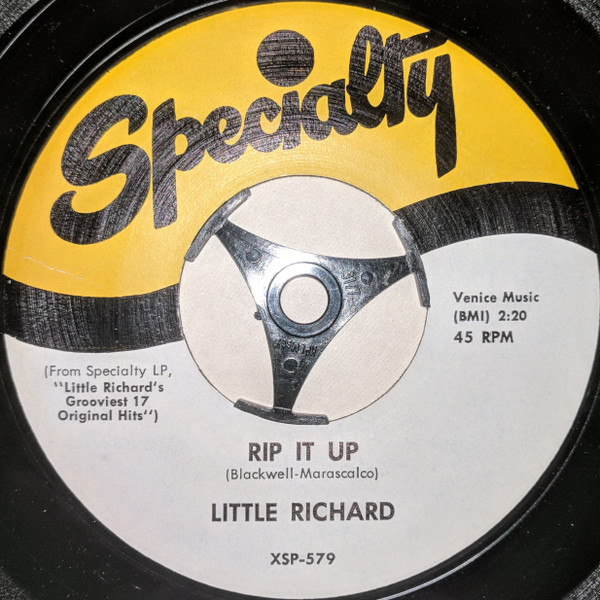 Specialty
Venice Music
(BMI) 2:20
45 RPM
(From Specialty LP,
"Little Richard's
Grooviest 17
Original Hits")
RIP IT UP
(Blackwell-Marascalco)
LITTLE RICHARD
XSP-579